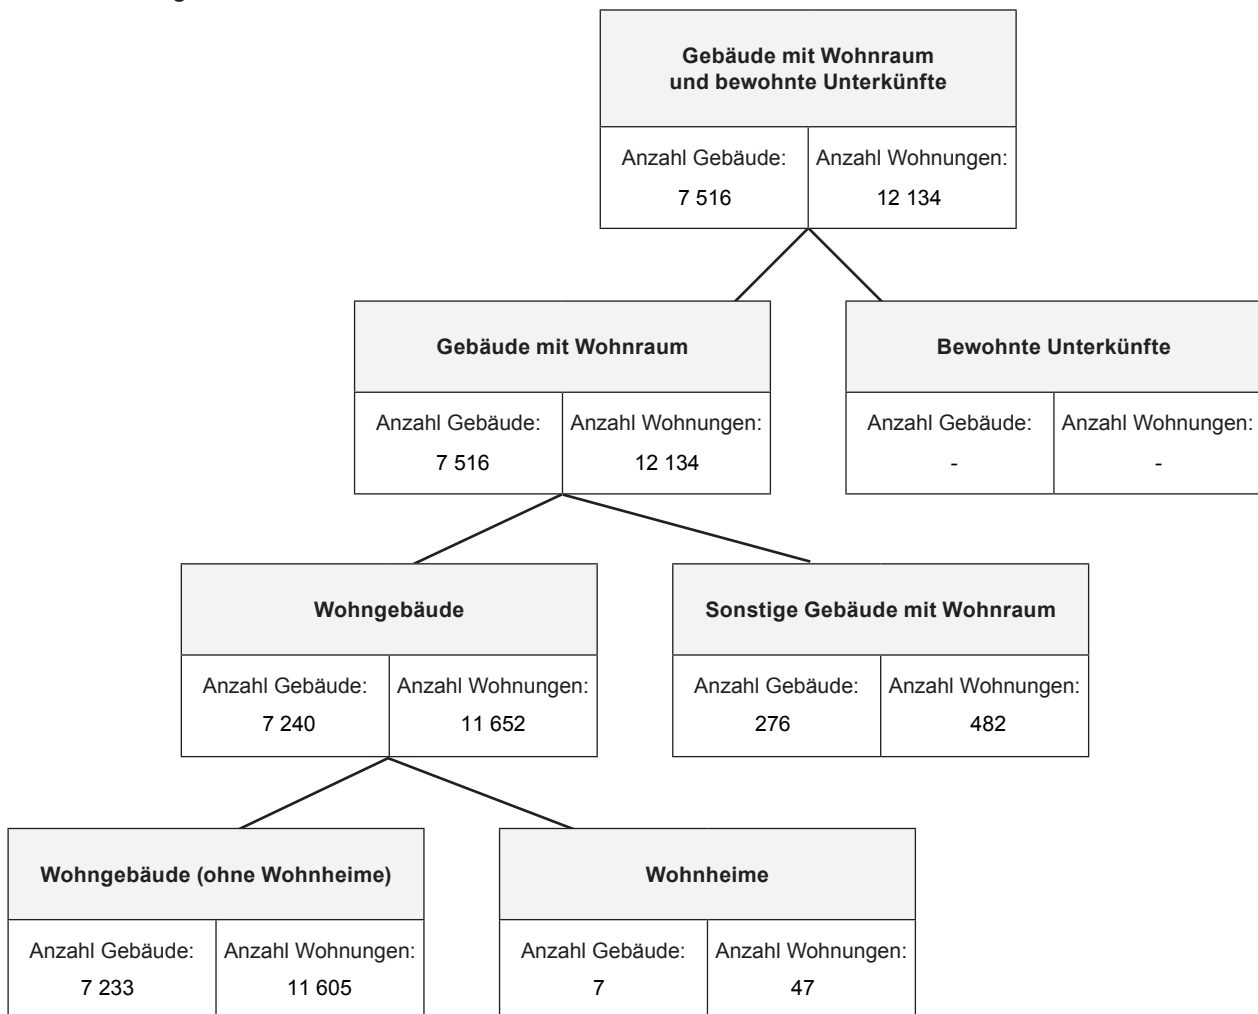 Gebäude mit Wohnraum
und bewohnte Unterkünfte
Anzahl Gebäude: Anzahl Wohnungen:
7 516 12 134
Gebäude mit Wohnraum
Anzahl Gebäude: Anzahl Wohnungen:
7 516 12 134
Bewohnte Unterkünfte
Anzahl Gebäude: Anzahl Wohnungen:
- -
Wohngebäude
Anzahl Gebäude: Anzahl Wohnungen:
7 240 11 652
Sonstige Gebäude mit Wohnraum
Anzahl Gebäude: Anzahl Wohnungen:
276 482
Wohngebäude (ohne Wohnheime)
Anzahl Gebäude: Anzahl Wohnungen:
7 233 11 605
Wohnheime
Anzahl Gebäude: Anzahl Wohnungen:
7 47